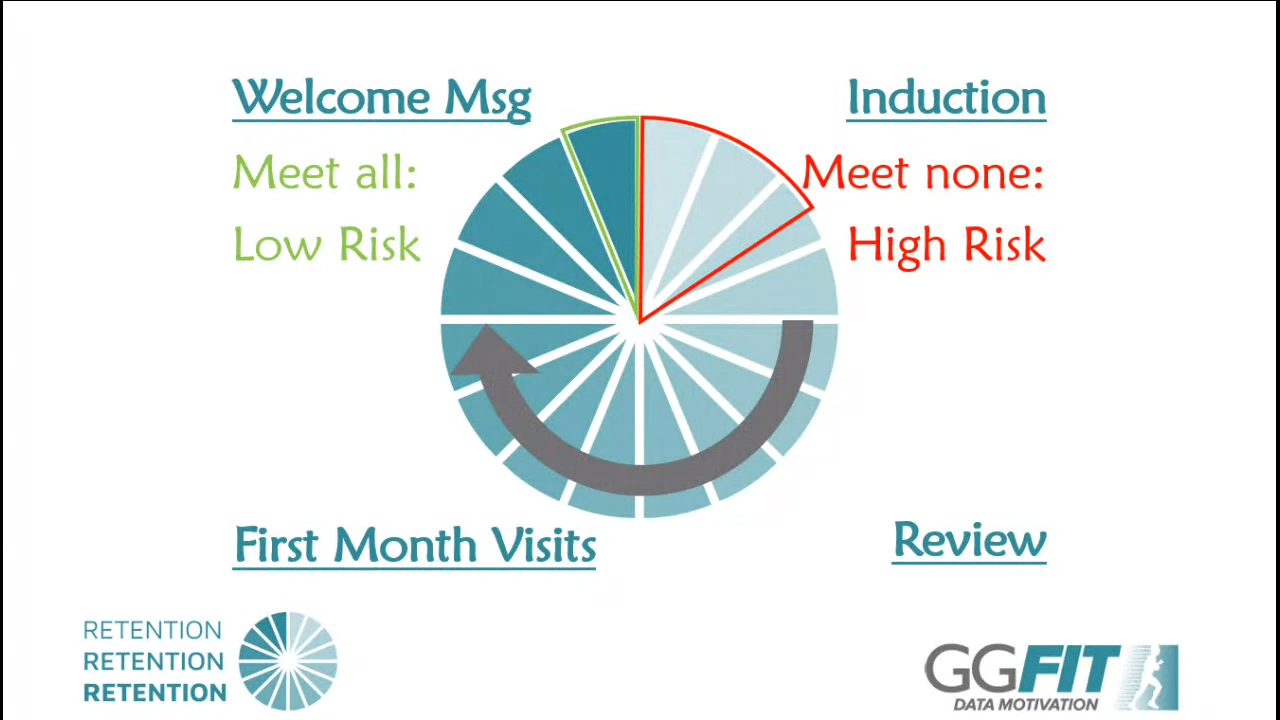 Welcome Msg
Induction
Meet all:
Meet none:
Low Risk
High Risk
First Month Visits
Review
RETENTION
RETENTION
RETENTION
GGFIT
DATA MOTIVATION